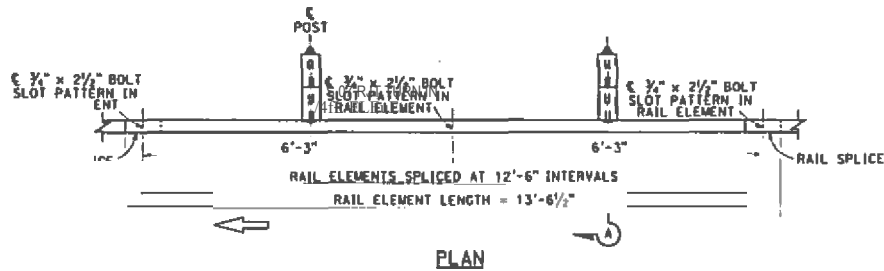 ℄
POST
℄ ¾" x 2½" BOLT
SLOT PATTERN IN
ENT
℄ ¾" x 2½" BOLT
SLOT PATTERN IN
RAIL ELEMENT
¾" x 2½" BOLT
SLOT PATTERN IN
RAIL ELEMENT
6'-3"
6'-3"
RAIL SPLICE
RAIL ELEMENTS SPLICED AT 12'-6" INTERVALS
RAIL ELEMENT LENGTH = 13'-6½"
A
PLAN